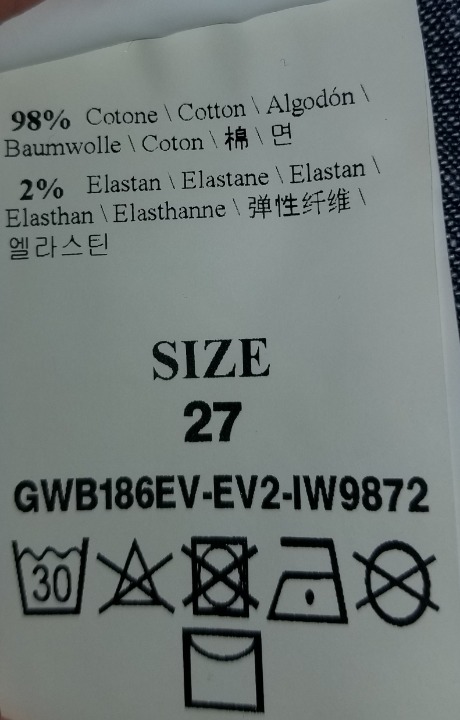 98% Cotone \ Cotton \ Algodón \
Baumwolle \ Coton \ 棉 \ 면
2% Elastan \ Elastane \ Elastan \
Elasthan \ Elasthanne \ 弹性纤维 \
엘라스틴
SIZE
27
GWB186EV-EV2-IW9872
30